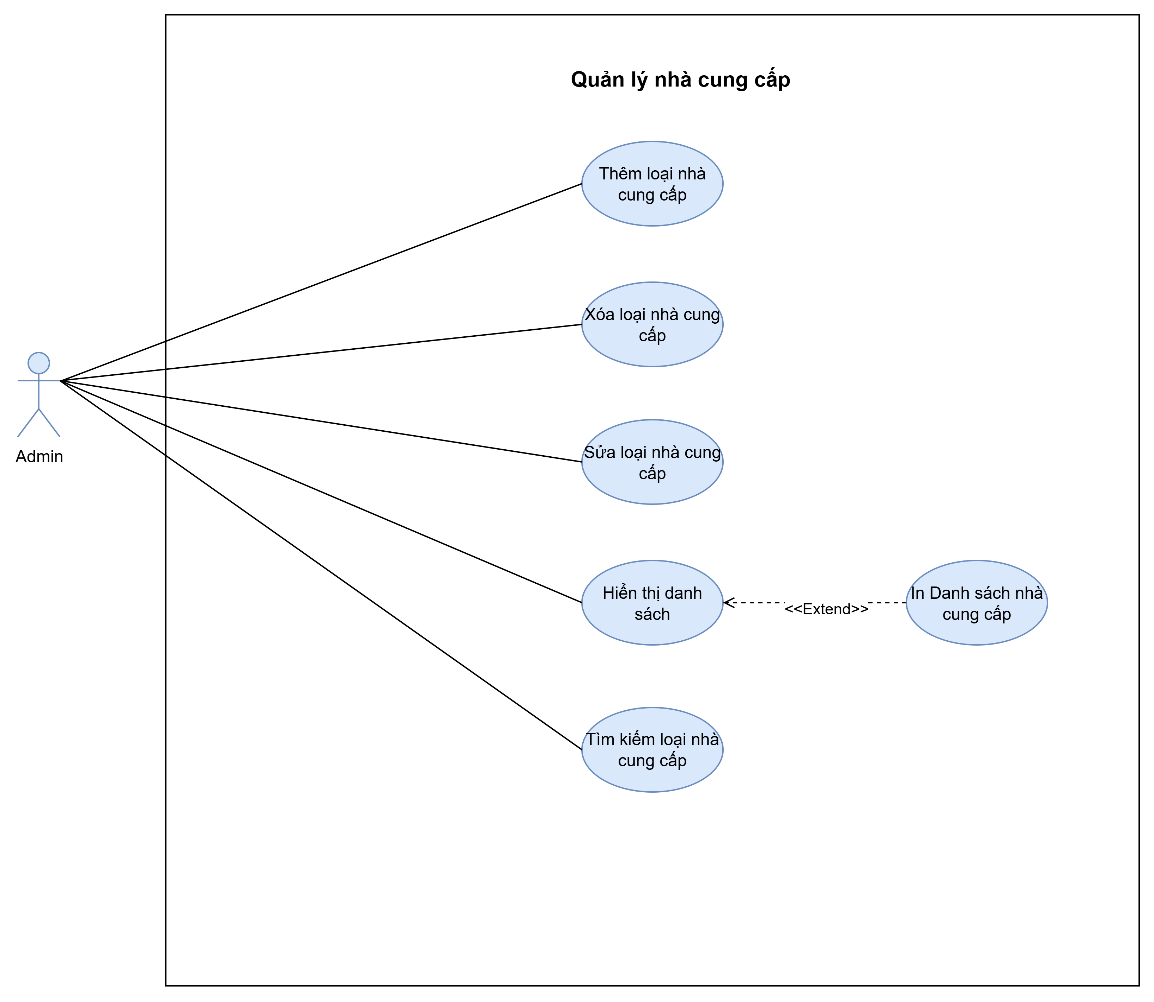 Quản lý nhà cung cấp
Thêm loại nhà
cung cấp
Xóa loại nhà cung
cấp
Admin
Sửa loại nhà cung
cấp
Hiển thị danh
sách
<<Extend>>
In Danh sách nhà
cung cấp
Tìm kiếm loại nhà
cung cấp